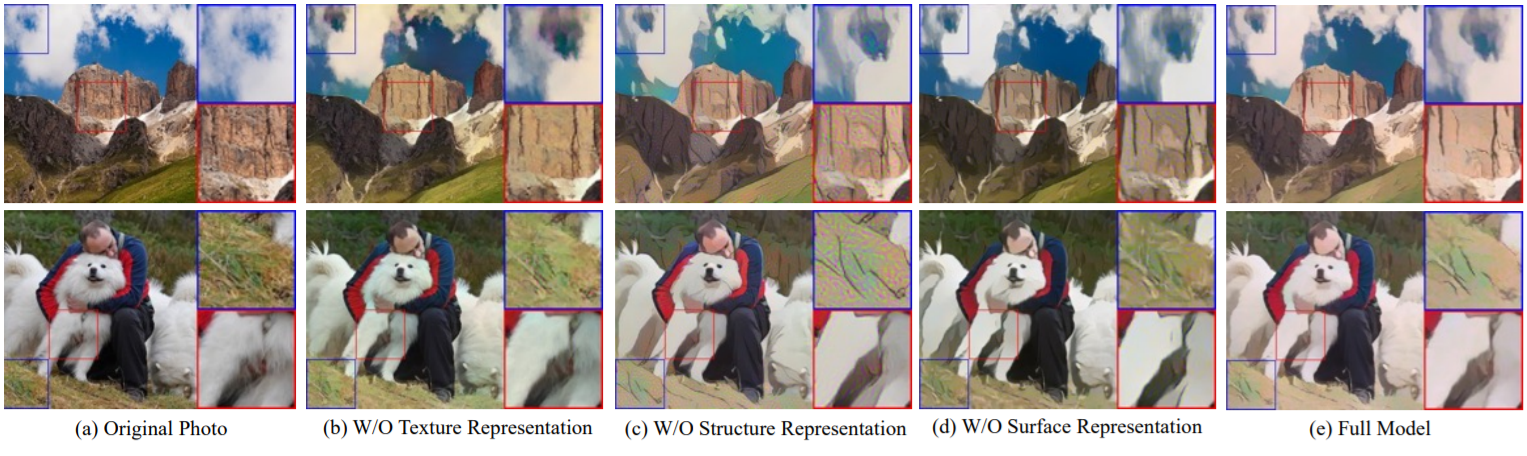 (a) Original Photo
(b) W/O Texture Representation
(c) W/O Structure Representation
(d) W/O Surface Representation
(e) Full Model